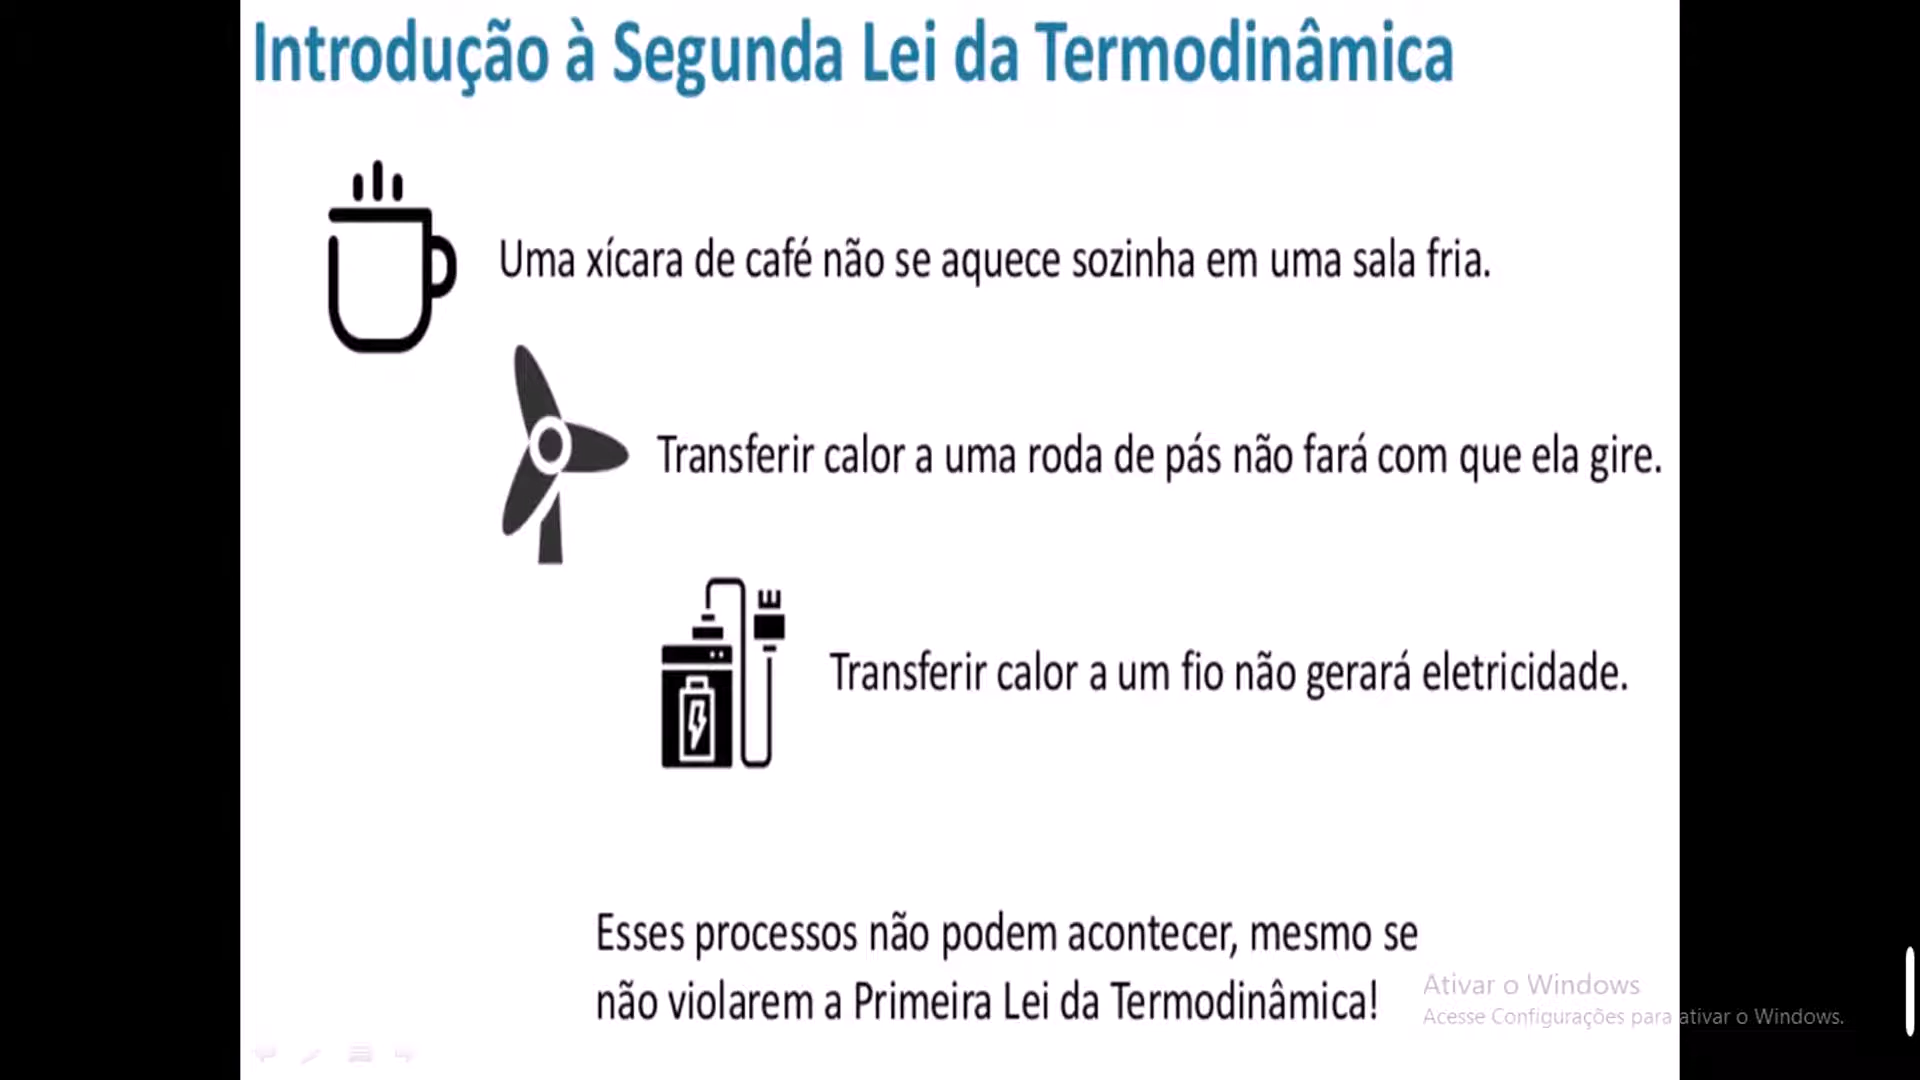 Introdução à Segunda Lei da Termodinâmica
Uma xícara de café não se aquece sozinha em uma sala fria.
Transferir calor a uma roda de pás não fará com que ela gire.
Transferir calor a um fio não gerará eletricidade.
Esses processos não podem acontecer, mesmo se
não violarem a Primeira Lei da Termodinâmica!
Ativar o Windows
Acesse Configurações para ativar o Windows.